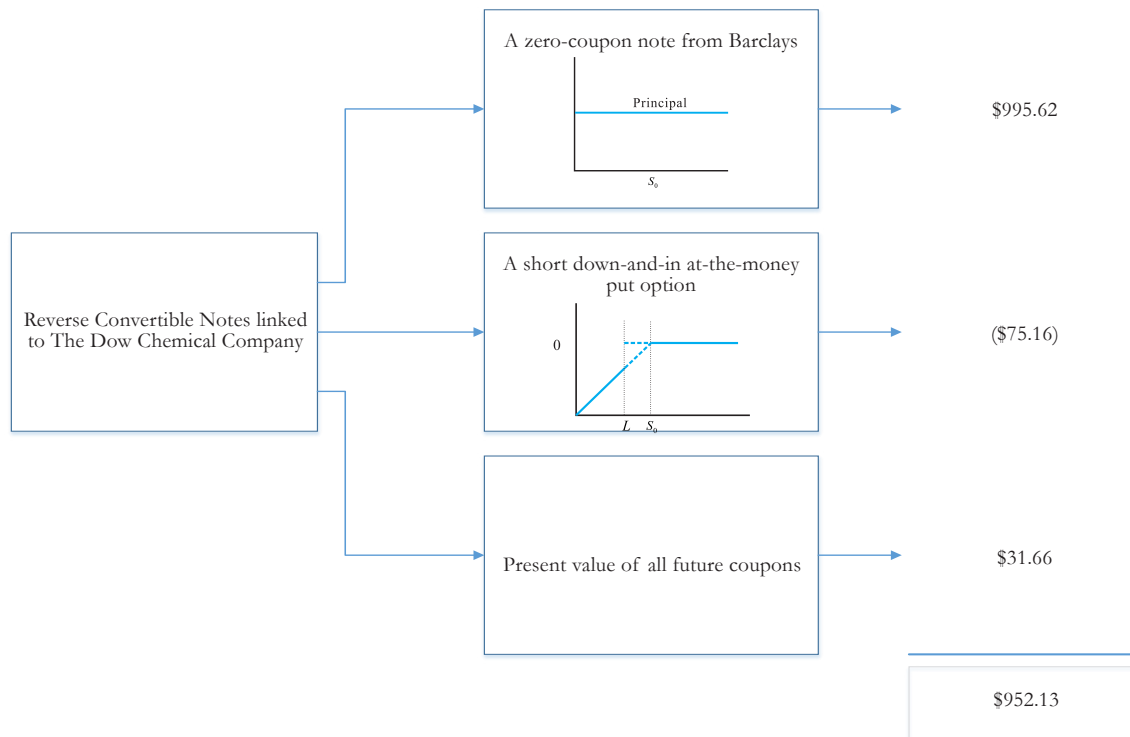 A zero-coupon note from Barclays
Principal
S₀
$995.62
Reverse Convertible Notes linked
to The Dow Chemical Company
A short down-and-in at-the-money
put option
0
L S₀
($75.16)
Present value of all future coupons
$31.66
$952.13